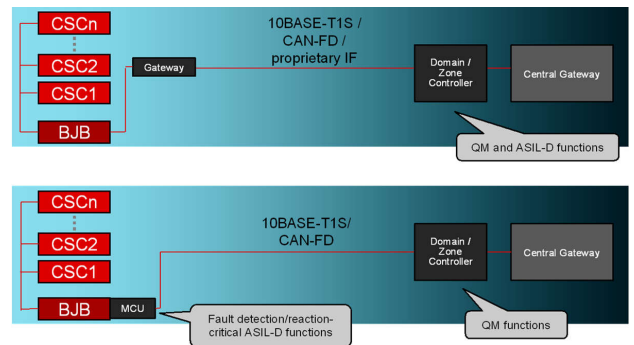 CSCn
CSC2
CSC1
BJB
Gateway
10BASE-T1S /
CAN-FD /
proprietary IF
Domain /
Zone
Controller
Central Gateway
QM and ASIL-D functions
CSCn
CSC2
CSC1
BJB
MCU
10BASE-T1S/
CAN-FD
Domain /
Zone
Controller
Central Gateway
Fault detection/reaction-
critical ASIL-D functions
QM functions